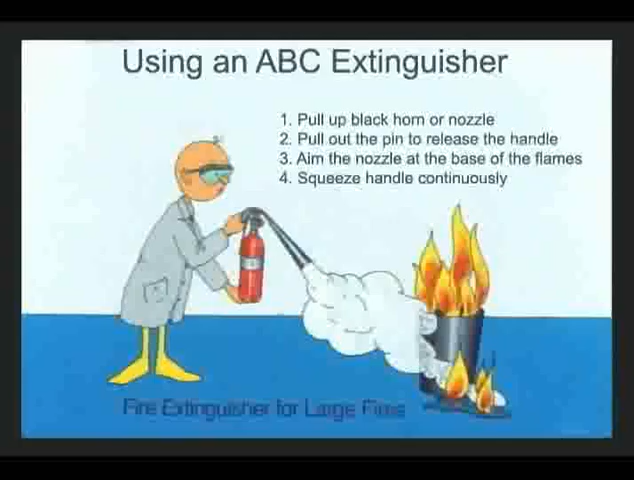 Using an ABC Extinguisher
1. Pull up black horn or nozzle
2. Pull out the pin to release the handle
3. Aim the nozzle at the base of the flames
4. Squeeze handle continuously
Fire Extinguisher for Large Fires